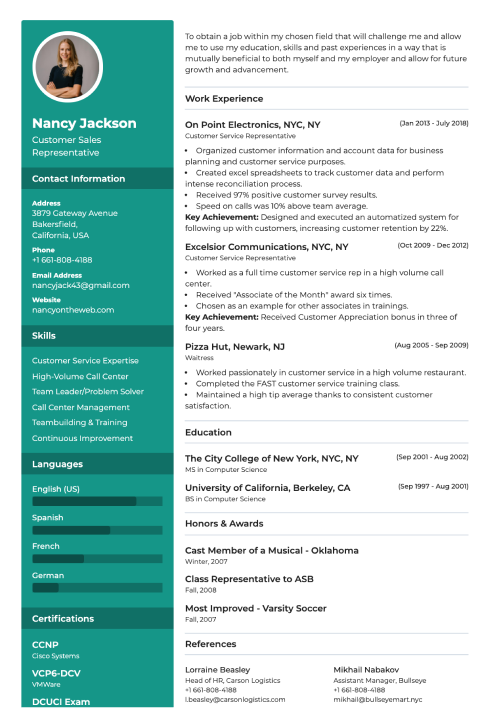 Nancy Jackson
Customer Sales
Representative
Contact Information
Address
3879 Gateway Avenue
Bakersfield,
California, USA
Phone
+1 661-808-4188
Email Address
nancyjack43@gmail.com
Website
nancyontheweb.com
Skills
Customer Service Expertise
High-Volume Call Center
Team Leader/Problem Solver
Call Center Management
Teambuilding & Training
Continuous Improvement
Languages
English (US)
Spanish
French
German
Certifications
CCNP
Cisco Systems
VCP6-DCV
VMWare
DCUCI Exam
To obtain a job within my chosen field that will challenge me and allow
me to use my education, skills and past experiences in a way that is
mutually beneficial to both myself and my employer and allow for future
growth and advancement.
Work Experience
On Point Electronics, NYC, NY (Jan 2013 - July 2018)
Customer Service Representative
• Organized customer information and account data for business
planning and customer service purposes.
• Created excel spreadsheets to track customer data and perform
intense reconciliation process.
• Received 97% positive customer survey results.
• Speed on calls was 10% above team average.
Key Achievement: Designed and executed an automatized system for
following up with customers, increasing customer retention by 22%.
Excelsior Communications, NYC, NY (Oct 2009 - Dec 2012)
Customer Service Representative
• Worked as a full time customer service rep in a high volume call
center.
• Received "Associate of the Month" award six times.
• Chosen as an example for other associates in trainings.
Key Achievement: Received Customer Appreciation bonus in three of
four years.
Pizza Hut, Newark, NJ (Aug 2005 - Sep 2009)
Waitress
• Worked passionately in customer service in a high volume restaurant.
• Completed the FAST customer service training class.
• Maintained a high tip average thanks to consistent customer
satisfaction.
Education
The City College of New York, NYC, NY (Sep 2001 - Aug 2002)
MS in Computer Science
University of California, Berkeley, CA (Sep 1997 - Aug 2001)
BS in Computer Science
Honors & Awards
Cast Member of a Musical - Oklahoma
Winter, 2007
Class Representative to ASB
Fall, 2008
Most Improved - Varsity Soccer
Fall, 2007
References
Lorraine Beasley
Head of HR, Carson Logistics
+1 661-808-4188
l.beasley@carsonlogistics.com
Mikhail Nabakov
Assistant Manager, Bullseye
+1 661-808-4188
mikhail@bullseyemart.nyc